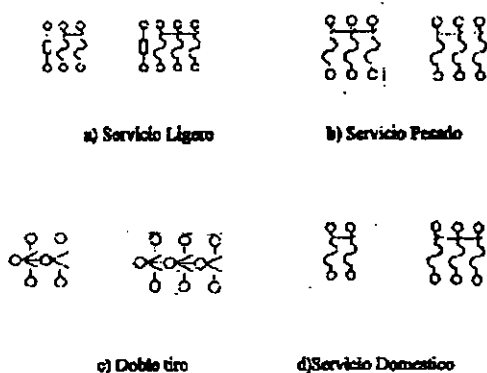 a) Servicio Ligero
b) Servicio Pesado
c) Doble tiro
d)Servicio Domestico